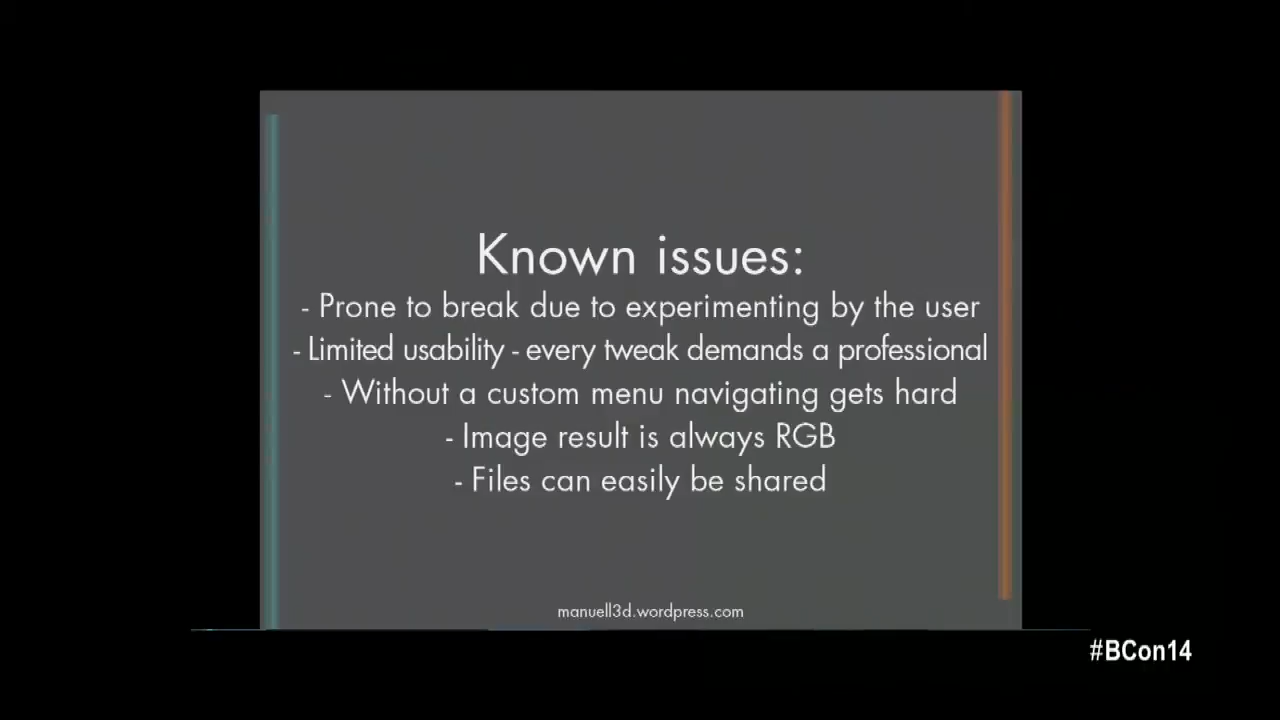 Known issues:
- Prone to break due to experimenting by the user
- Limited usability - every tweak demands a professional
- Without a custom menu navigating gets hard
- Image result is always RGB
- Files can easily be shared
manuell3d.wordpress.com
#BCon14